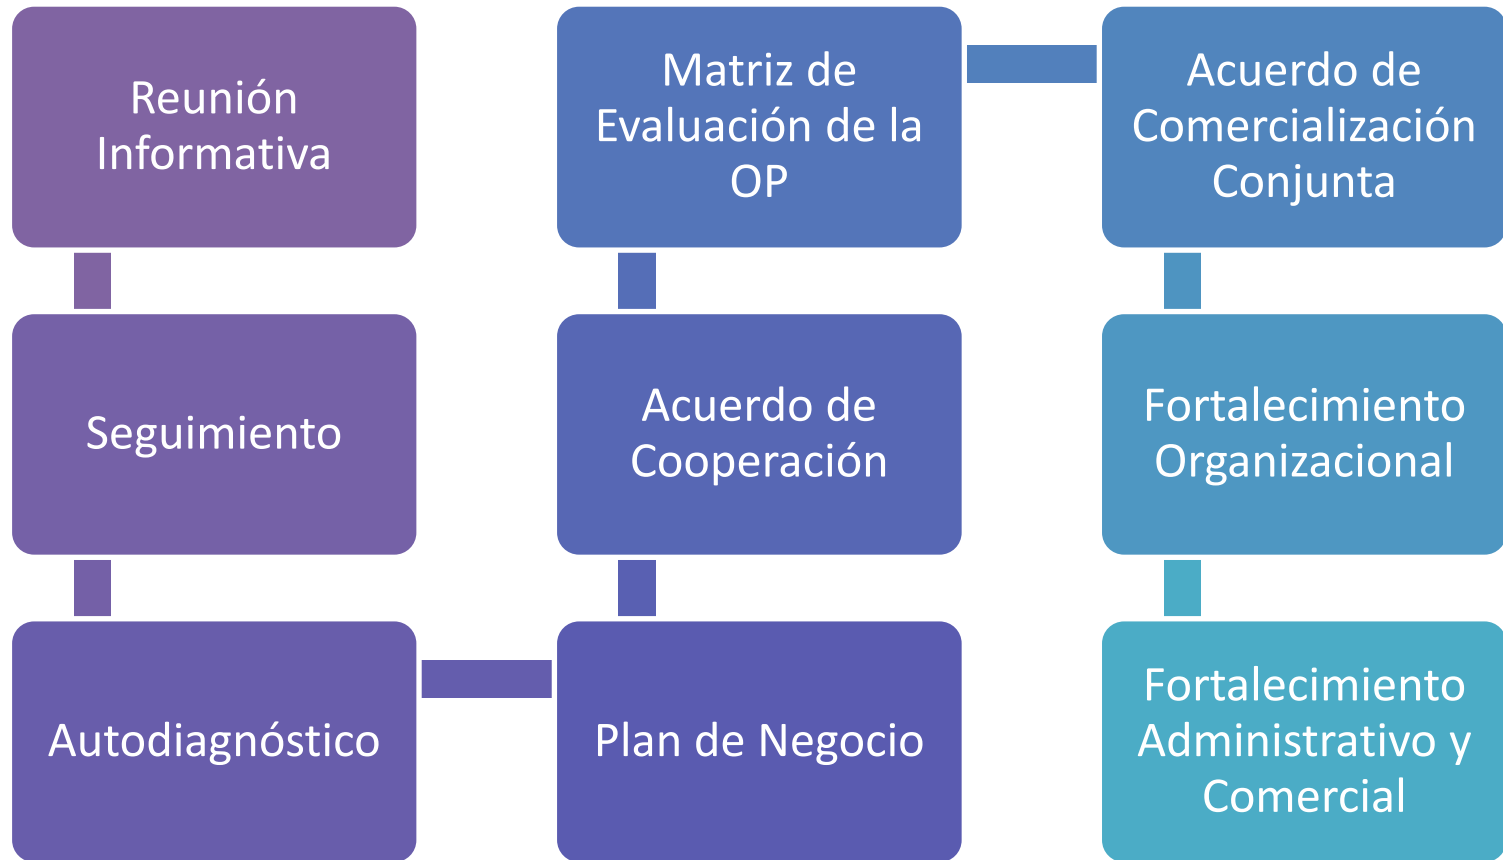 Reunión
Informativa
Seguimiento
Autodiagnóstico
Plan de Negocio
Acuerdo de
Cooperación
Matriz de
Evaluación de la
OP
Acuerdo de
Comercialización
Conjunta
Fortalecimiento
Organizacional
Fortalecimiento
Administrativo y
Comercial